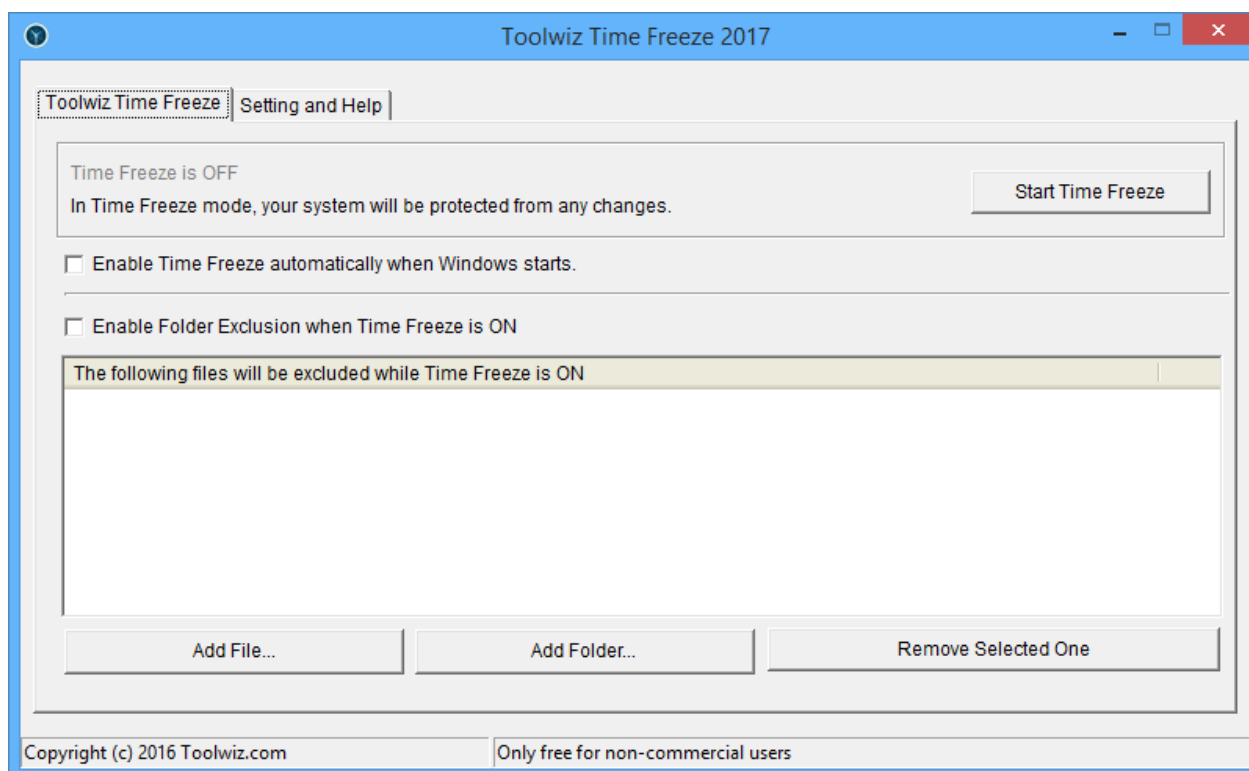 Toolwiz Time Freeze 2017
Toolwiz Time Freeze
Setting and Help
Time Freeze is OFF
In Time Freeze mode, your system will be protected from any changes.
Start Time Freeze
Enable Time Freeze automatically when Windows starts.
Enable Folder Exclusion when Time Freeze is ON
The following files will be excluded while Time Freeze is ON
Add File...
Add Folder...
Remove Selected One
Copyright (c) 2016 Toolwiz.com
Only free for non-commercial users